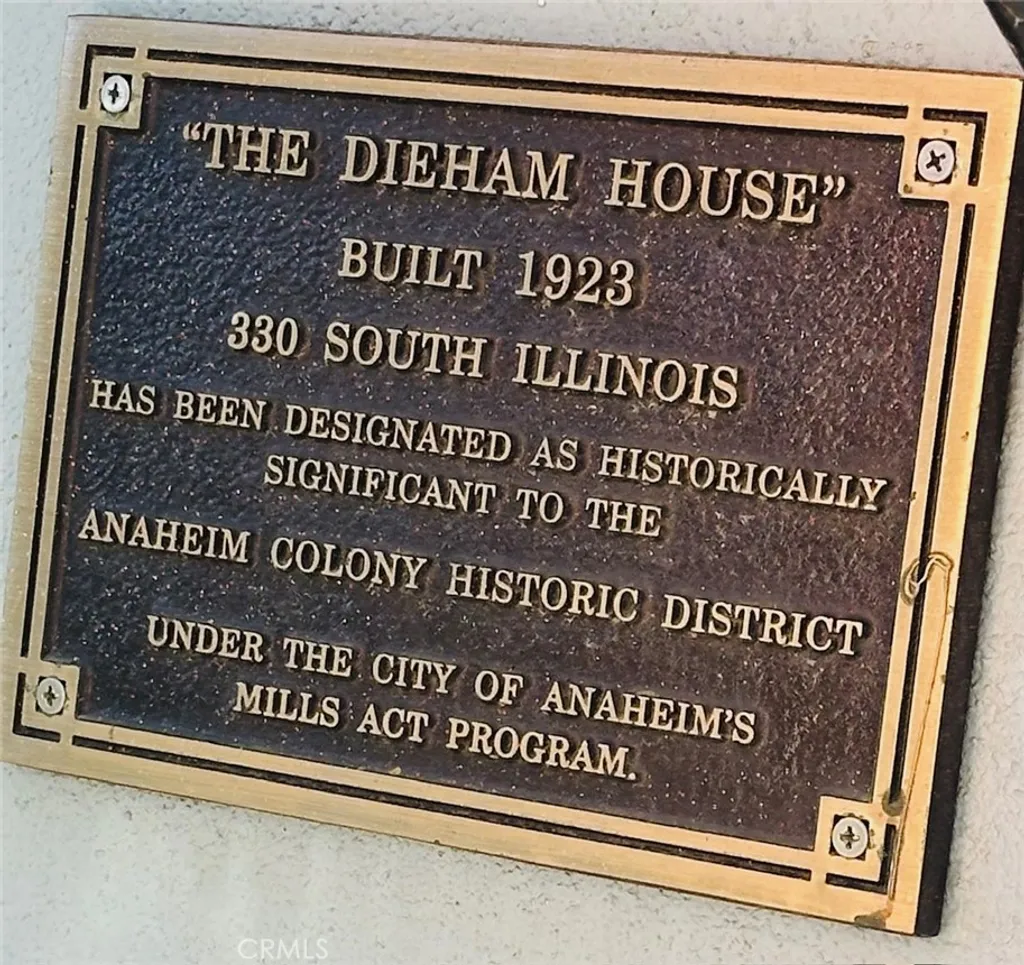 “THE DIEHAM HOUSE”
BUILT 1923
330 SOUTH ILLINOIS
HAS BEEN DESIGNATED AS HISTORICALLY
SIGNIFICANT TO THE
ANAHEIM COLONY HISTORIC DISTRICT
UNDER THE CITY OF ANAHEIM’S
MILLS ACT PROGRAM.
CRMLS